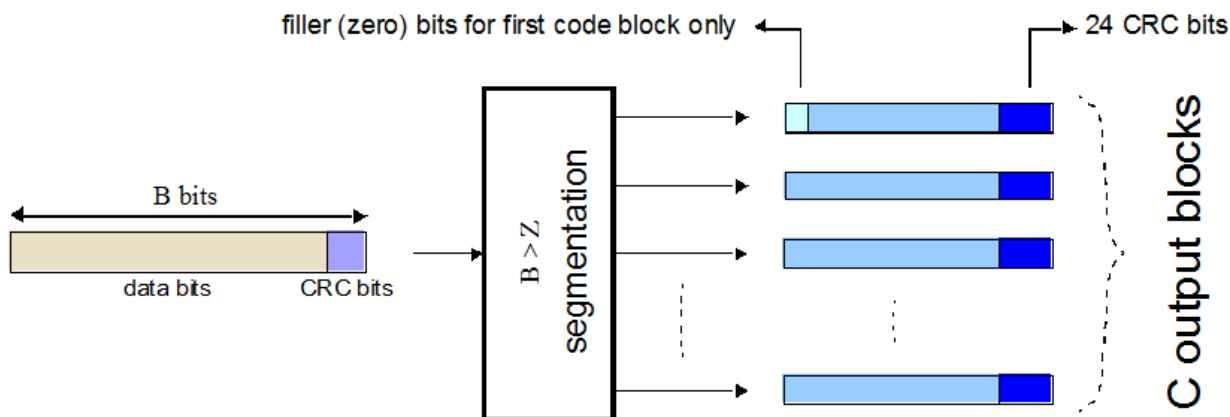 filler (zero) bits for first code block only
24 CRC bits
B bits
data bits
CRC bits
B > Z
segmentation
C output blocks